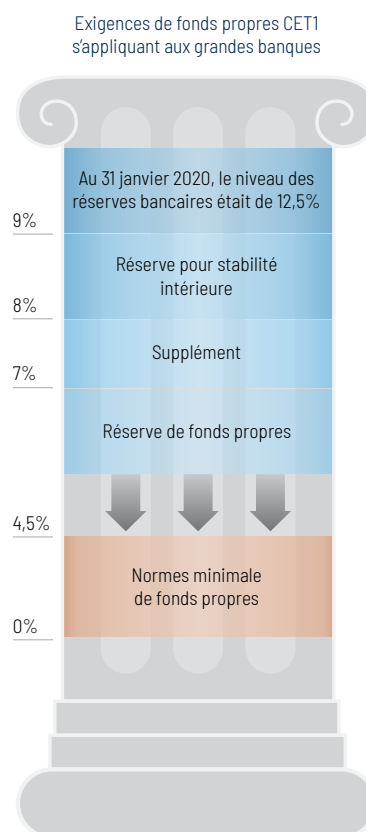 Exigences de fonds propres CET1
s'appliquant aux grandes banques
Au 31 janvier 2020, le niveau des
réserves bancaires était de 12,5%
9%
Réserve pour stabilité
intérieure
8%
Supplément
7%
Réserve de fonds propres
4,5%
Normes minimale
de fonds propres
0%